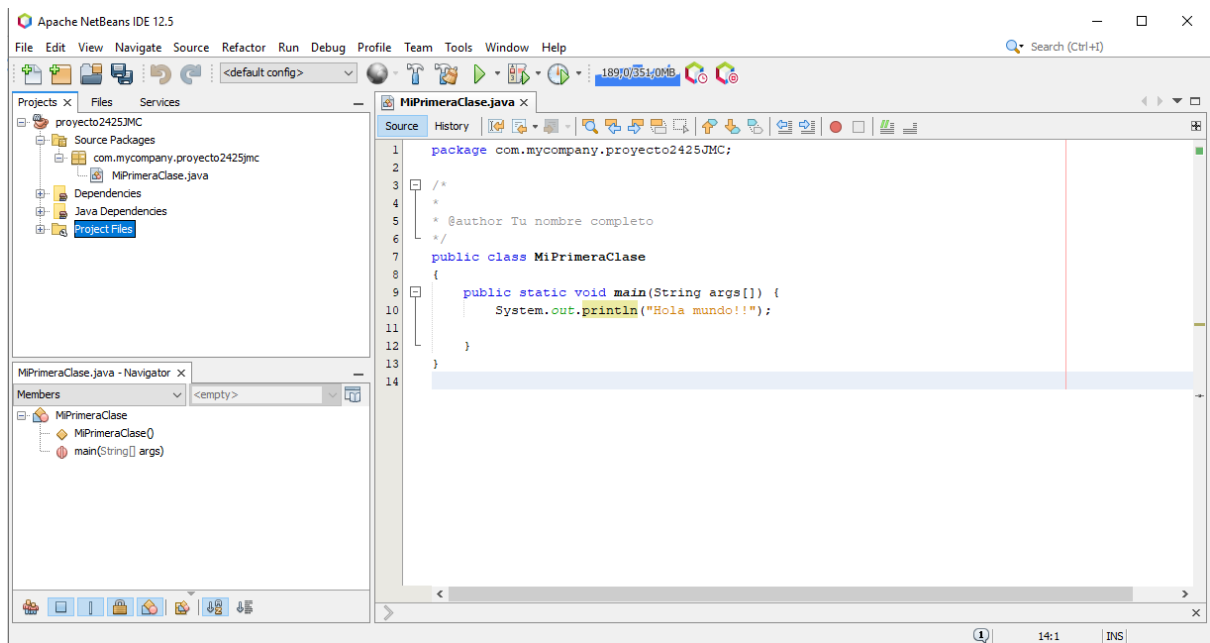 Apache NetBeans IDE 12.5
File Edit View Navigate Source Refactor Run Debug Profile Team Tools Window Help
Search (Ctrl+I)
<default config>
189,0/351,0MB
Projects Files Services
proyecto2425JMC
Source Packages
com.mycompany.proyecto2425jmc
MiPrimeraClase.java
Dependencies
Java Dependencies
Project Files
MiPrimeraClase.java - Navigator
Members <empty>
MiPrimeraClase
MiPrimeraClase()
main(String[] args)
MiPrimeraClase.java
Source History
1 package com.mycompany.proyecto2425JMC;
2
3 /*
4 *
5 * @author Tu nombre completo
6 */
7 public class MiPrimeraClase
8 {
9 public static void main(String args[]) {
10 System.out.println("Hola mundo!!");
11
12 }
13 }
14
1
14:1
INS